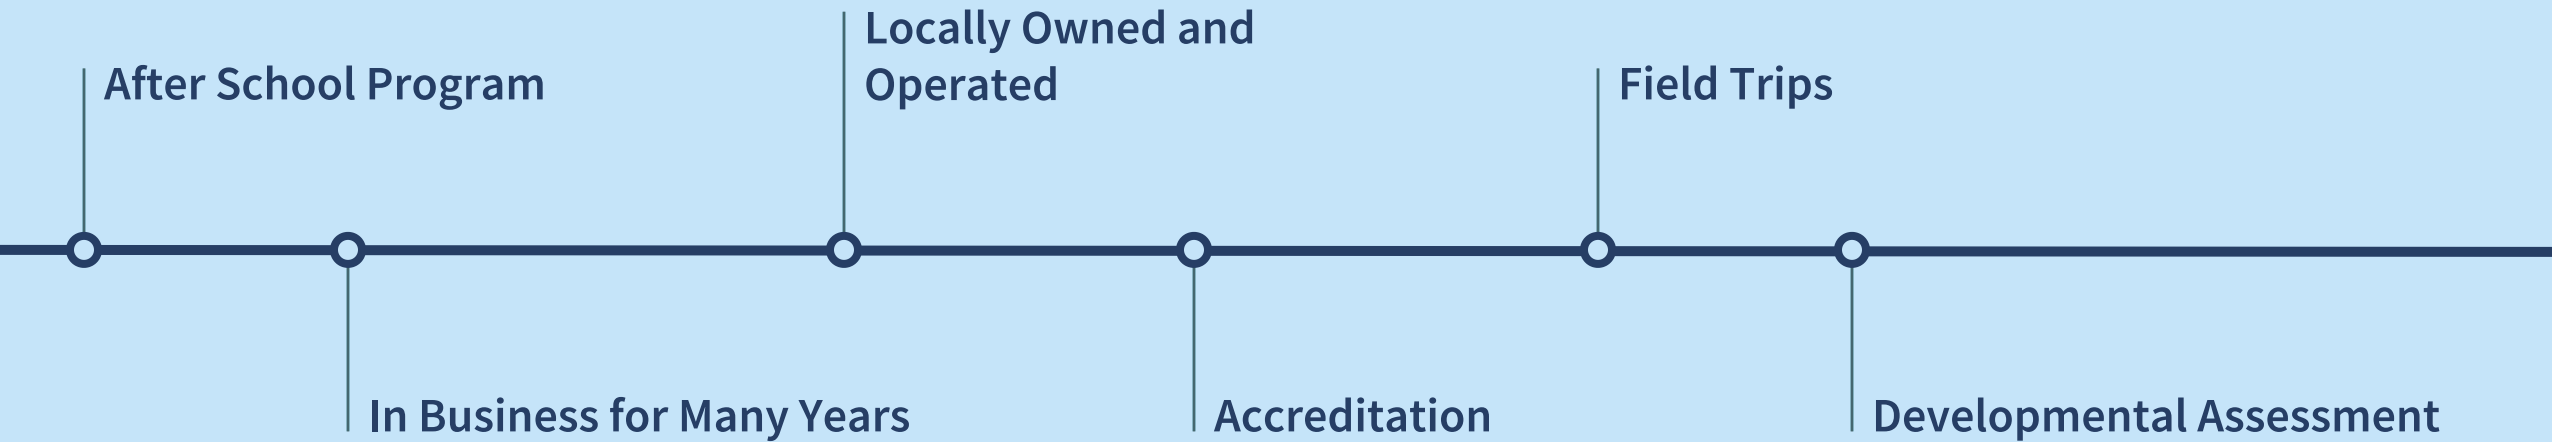 After School Program
In Business for Many Years
Locally Owned and
Operated
Accreditation
Field Trips
Developmental Assessment